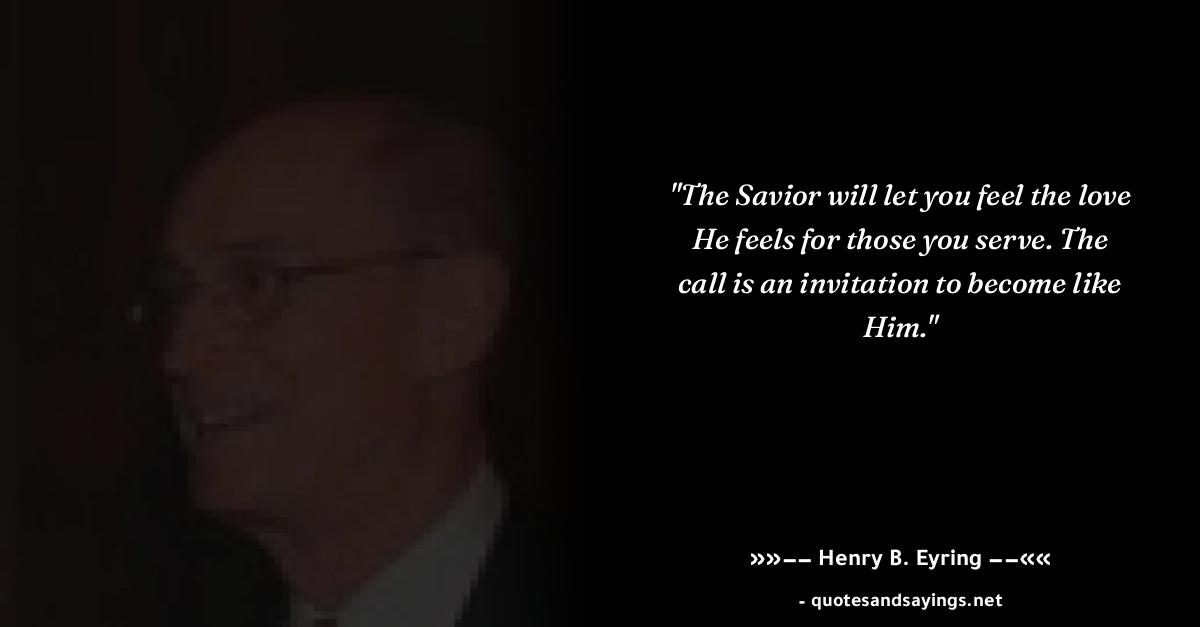 "The Savior will let you feel the love
He feels for those you serve. The
call is an invitation to become like
Him."
»»–– Henry B. Eyring ––««
- quotesandsayings.net